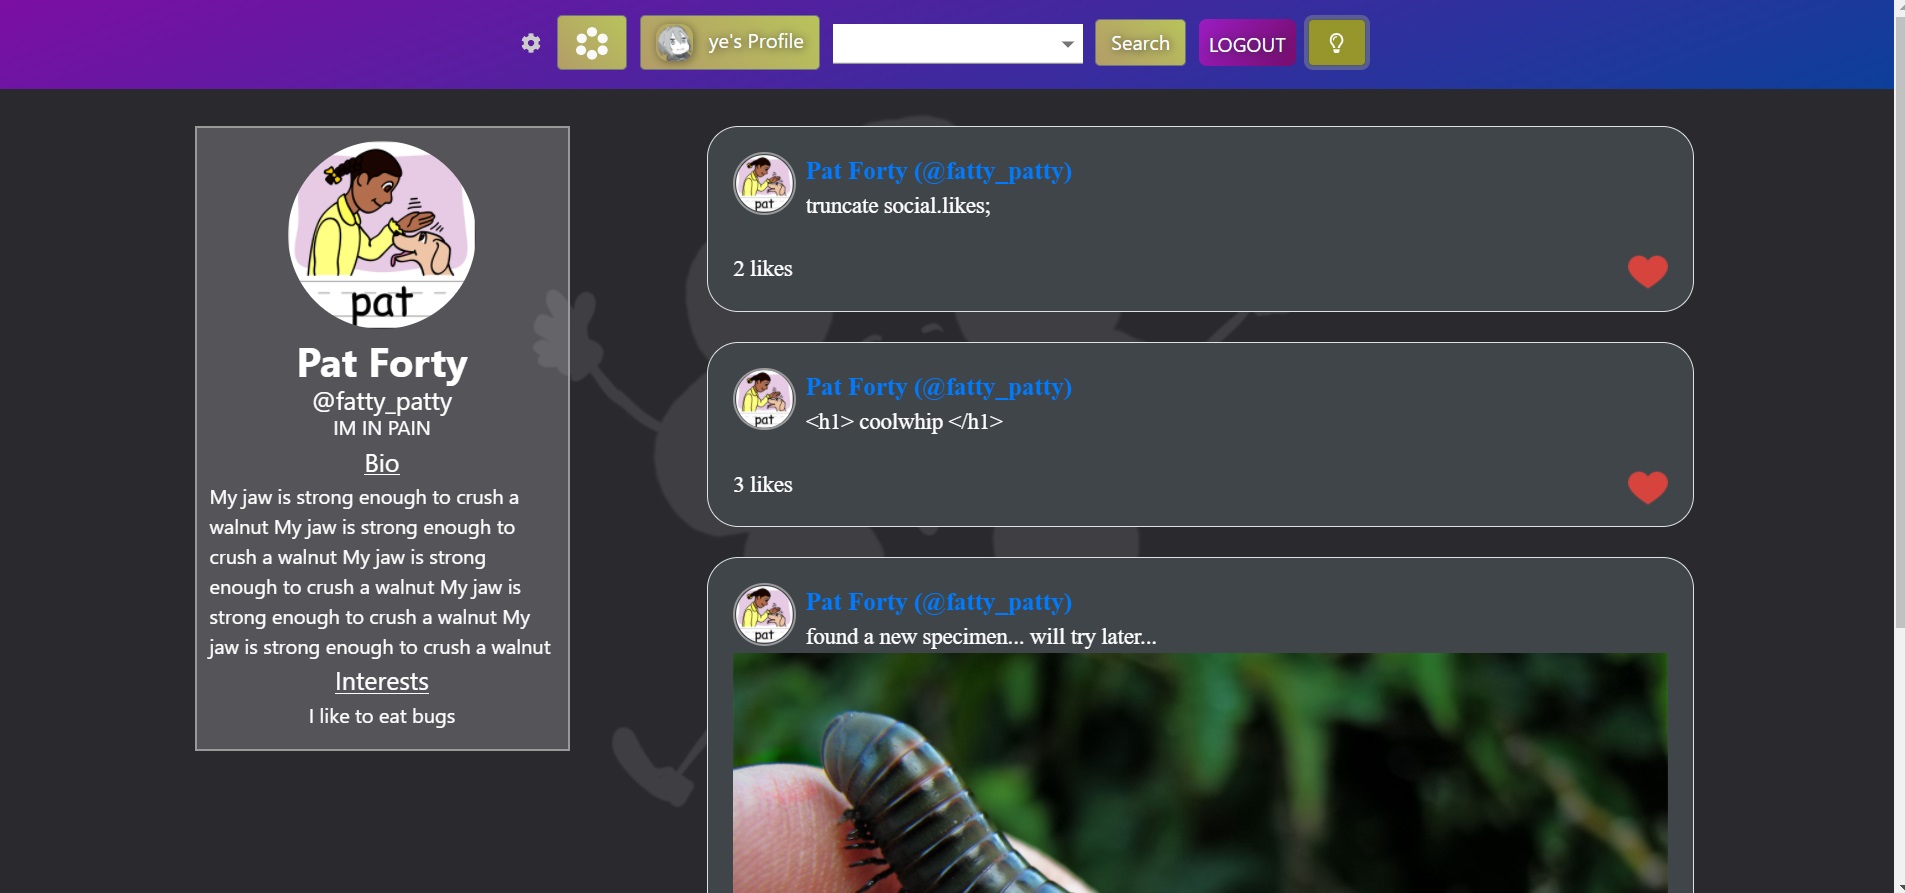 ye's Profile
Search
LOGOUT
pat
Pat Forty
@fatty_patty
IM IN PAIN
Bio
My jaw is strong enough to crush a
walnut My jaw is strong enough to
crush a walnut My jaw is strong
enough to crush a walnut My jaw is
strong enough to crush a walnut My
jaw is strong enough to crush a walnut
Interests
I like to eat bugs
pat
Pat Forty (@fatty_patty)
truncate social.likes;
2 likes
pat
Pat Forty (@fatty_patty)
<h1> coolwhip </h1>
3 likes
pat
Pat Forty (@fatty_patty)
found a new specimen... will try later...